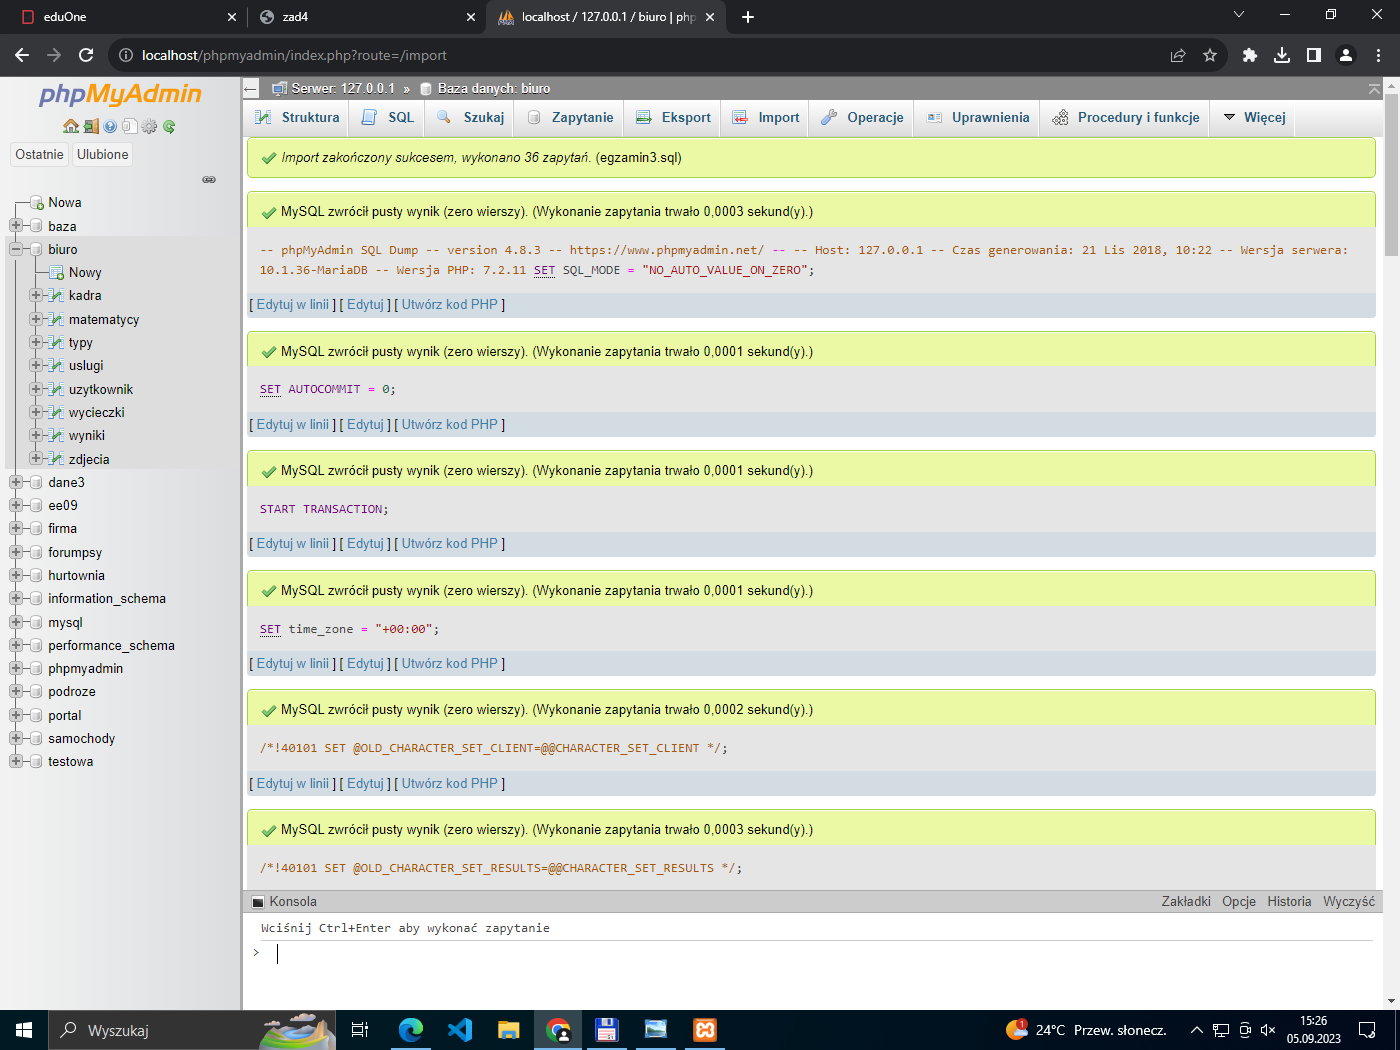 eduOne
zad4
localhost / 127.0.0.1 / biuro | php
localhost/phpmyadmin/index.php?route=/import
phpMyAdmin
Ostatnie
Ulubione
Nowa
baza
biuro
Nowy
kadra
matematycy
typy
uslugi
uzytkownik
wycieczki
wyniki
zdjecia
dane3
ee09
firma
forumpsy
hurtownia
information_schema
mysql
performance_schema
phpmyadmin
podroze
portal
samochody
testowa
Serwer: 127.0.0.1 » Baza danych: biuro
Struktura
SQL
Szukaj
Zapytanie
Eksport
Import
Operacje
Uprawnienia
Procedury i funkcje
Więcej
Import zakończony sukcesem, wykonano 36 zapytań. (egzamin3.sql)
MySQL zwrócił pusty wynik (zero wierszy). (Wykonanie zapytania trwało 0,0003 sekund(y).)
-- phpMyAdmin SQL Dump -- version 4.8.3 -- https://www.phpmyadmin.net/ -- -- Host: 127.0.0.1 -- Czas generowania: 21 Lis 2018, 10:22 -- Wersja serwera:
10.1.36-MariaDB -- Wersja PHP: 7.2.11 SET SQL_MODE = "NO_AUTO_VALUE_ON_ZERO";
[ Edytuj w linii ] [ Edytuj ] [ Utwórz kod PHP ]
MySQL zwrócił pusty wynik (zero wierszy). (Wykonanie zapytania trwało 0,0001 sekund(y).)
SET AUTOCOMMIT = 0;
[ Edytuj w linii ] [ Edytuj ] [ Utwórz kod PHP ]
MySQL zwrócił pusty wynik (zero wierszy). (Wykonanie zapytania trwało 0,0001 sekund(y).)
START TRANSACTION;
[ Edytuj w linii ] [ Edytuj ] [ Utwórz kod PHP ]
MySQL zwrócił pusty wynik (zero wierszy). (Wykonanie zapytania trwało 0,0001 sekund(y).)
SET time_zone = "+00:00";
[ Edytuj w linii ] [ Edytuj ] [ Utwórz kod PHP ]
MySQL zwrócił pusty wynik (zero wierszy). (Wykonanie zapytania trwało 0,0002 sekund(y).)
/*!40101 SET @OLD_CHARACTER_SET_CLIENT=@@CHARACTER_SET_CLIENT */;
[ Edytuj w linii ] [ Edytuj ] [ Utwórz kod PHP ]
MySQL zwrócił pusty wynik (zero wierszy). (Wykonanie zapytania trwało 0,0003 sekund(y).)
/*!40101 SET @OLD_CHARACTER_SET_RESULTS=@@CHARACTER_SET_RESULTS */;
Konsola
Zakładki Opcje Historia Wyczyść
Wciśnij Ctrl+Enter aby wykonać zapytanie
>
Wyszukaj
24°C Przew. słonecz.
15:26
05.09.2023